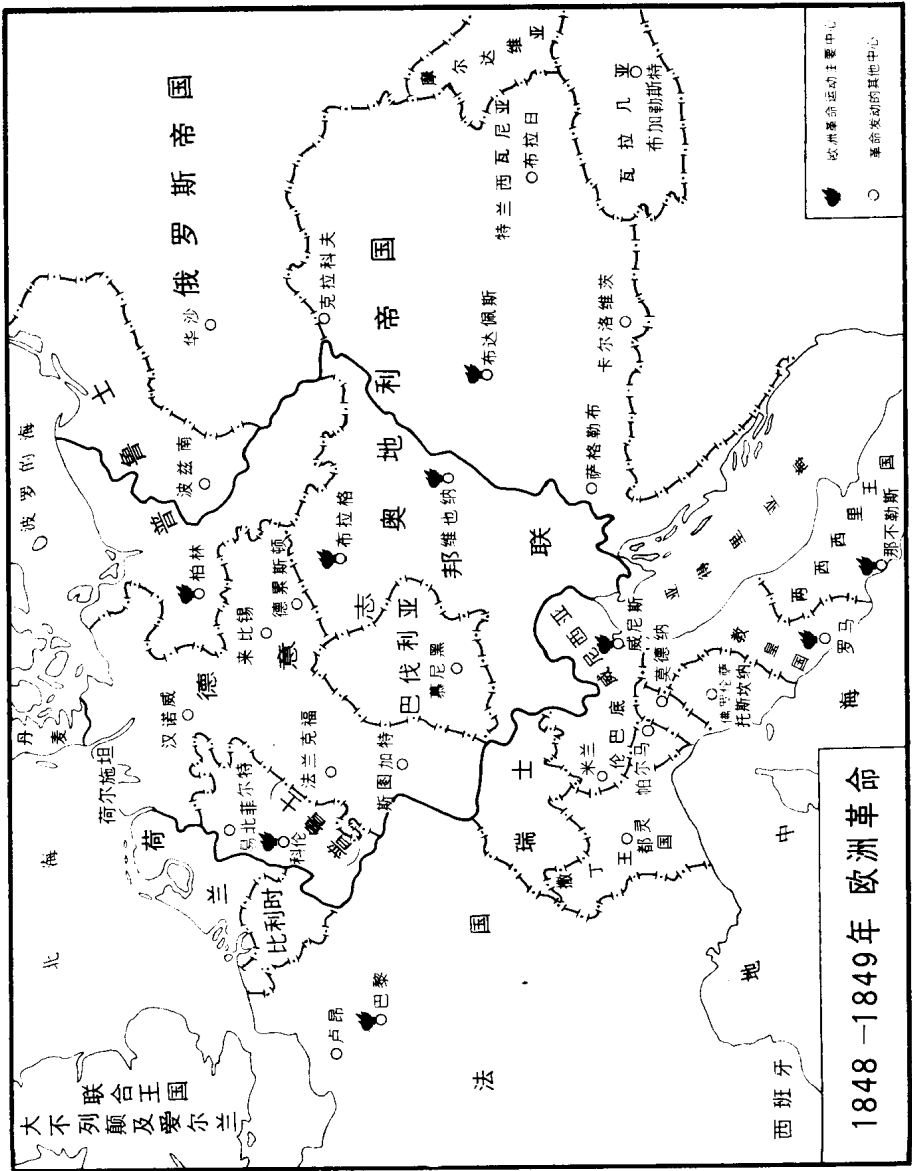 1848－1849年 欧洲革命
欧洲革命运动主要中心
革命发动的其他中心
大不列颠及爱尔兰
联合王国
北海
波罗的海
丹麦
荷尔施坦
荷兰
比利时
法国
卢昂
巴黎
西班牙
地中海
瑞士
撒丁王国
都灵
米兰
伦巴底
帕尔马
莫德纳
托斯坎纳
教皇国
罗马
两西西里王国
那不勒斯
亚得里亚海
威尼西亚
威尼斯
德意志联邦
汉诺威
易北菲尔特
科伦
普鲁士
法兰克福
斯图加特
巴伐利亚
慕尼黑
来比锡
德累斯顿
柏林
普鲁士
波兹南
布拉格
维也纳
奥地利帝国
布达佩斯
萨格勒布
卡尔洛维茨
克拉科夫
华沙
俄罗斯帝国
特兰西瓦尼亚
布拉日
摩尔达维亚
瓦拉几亚
布加勒斯特